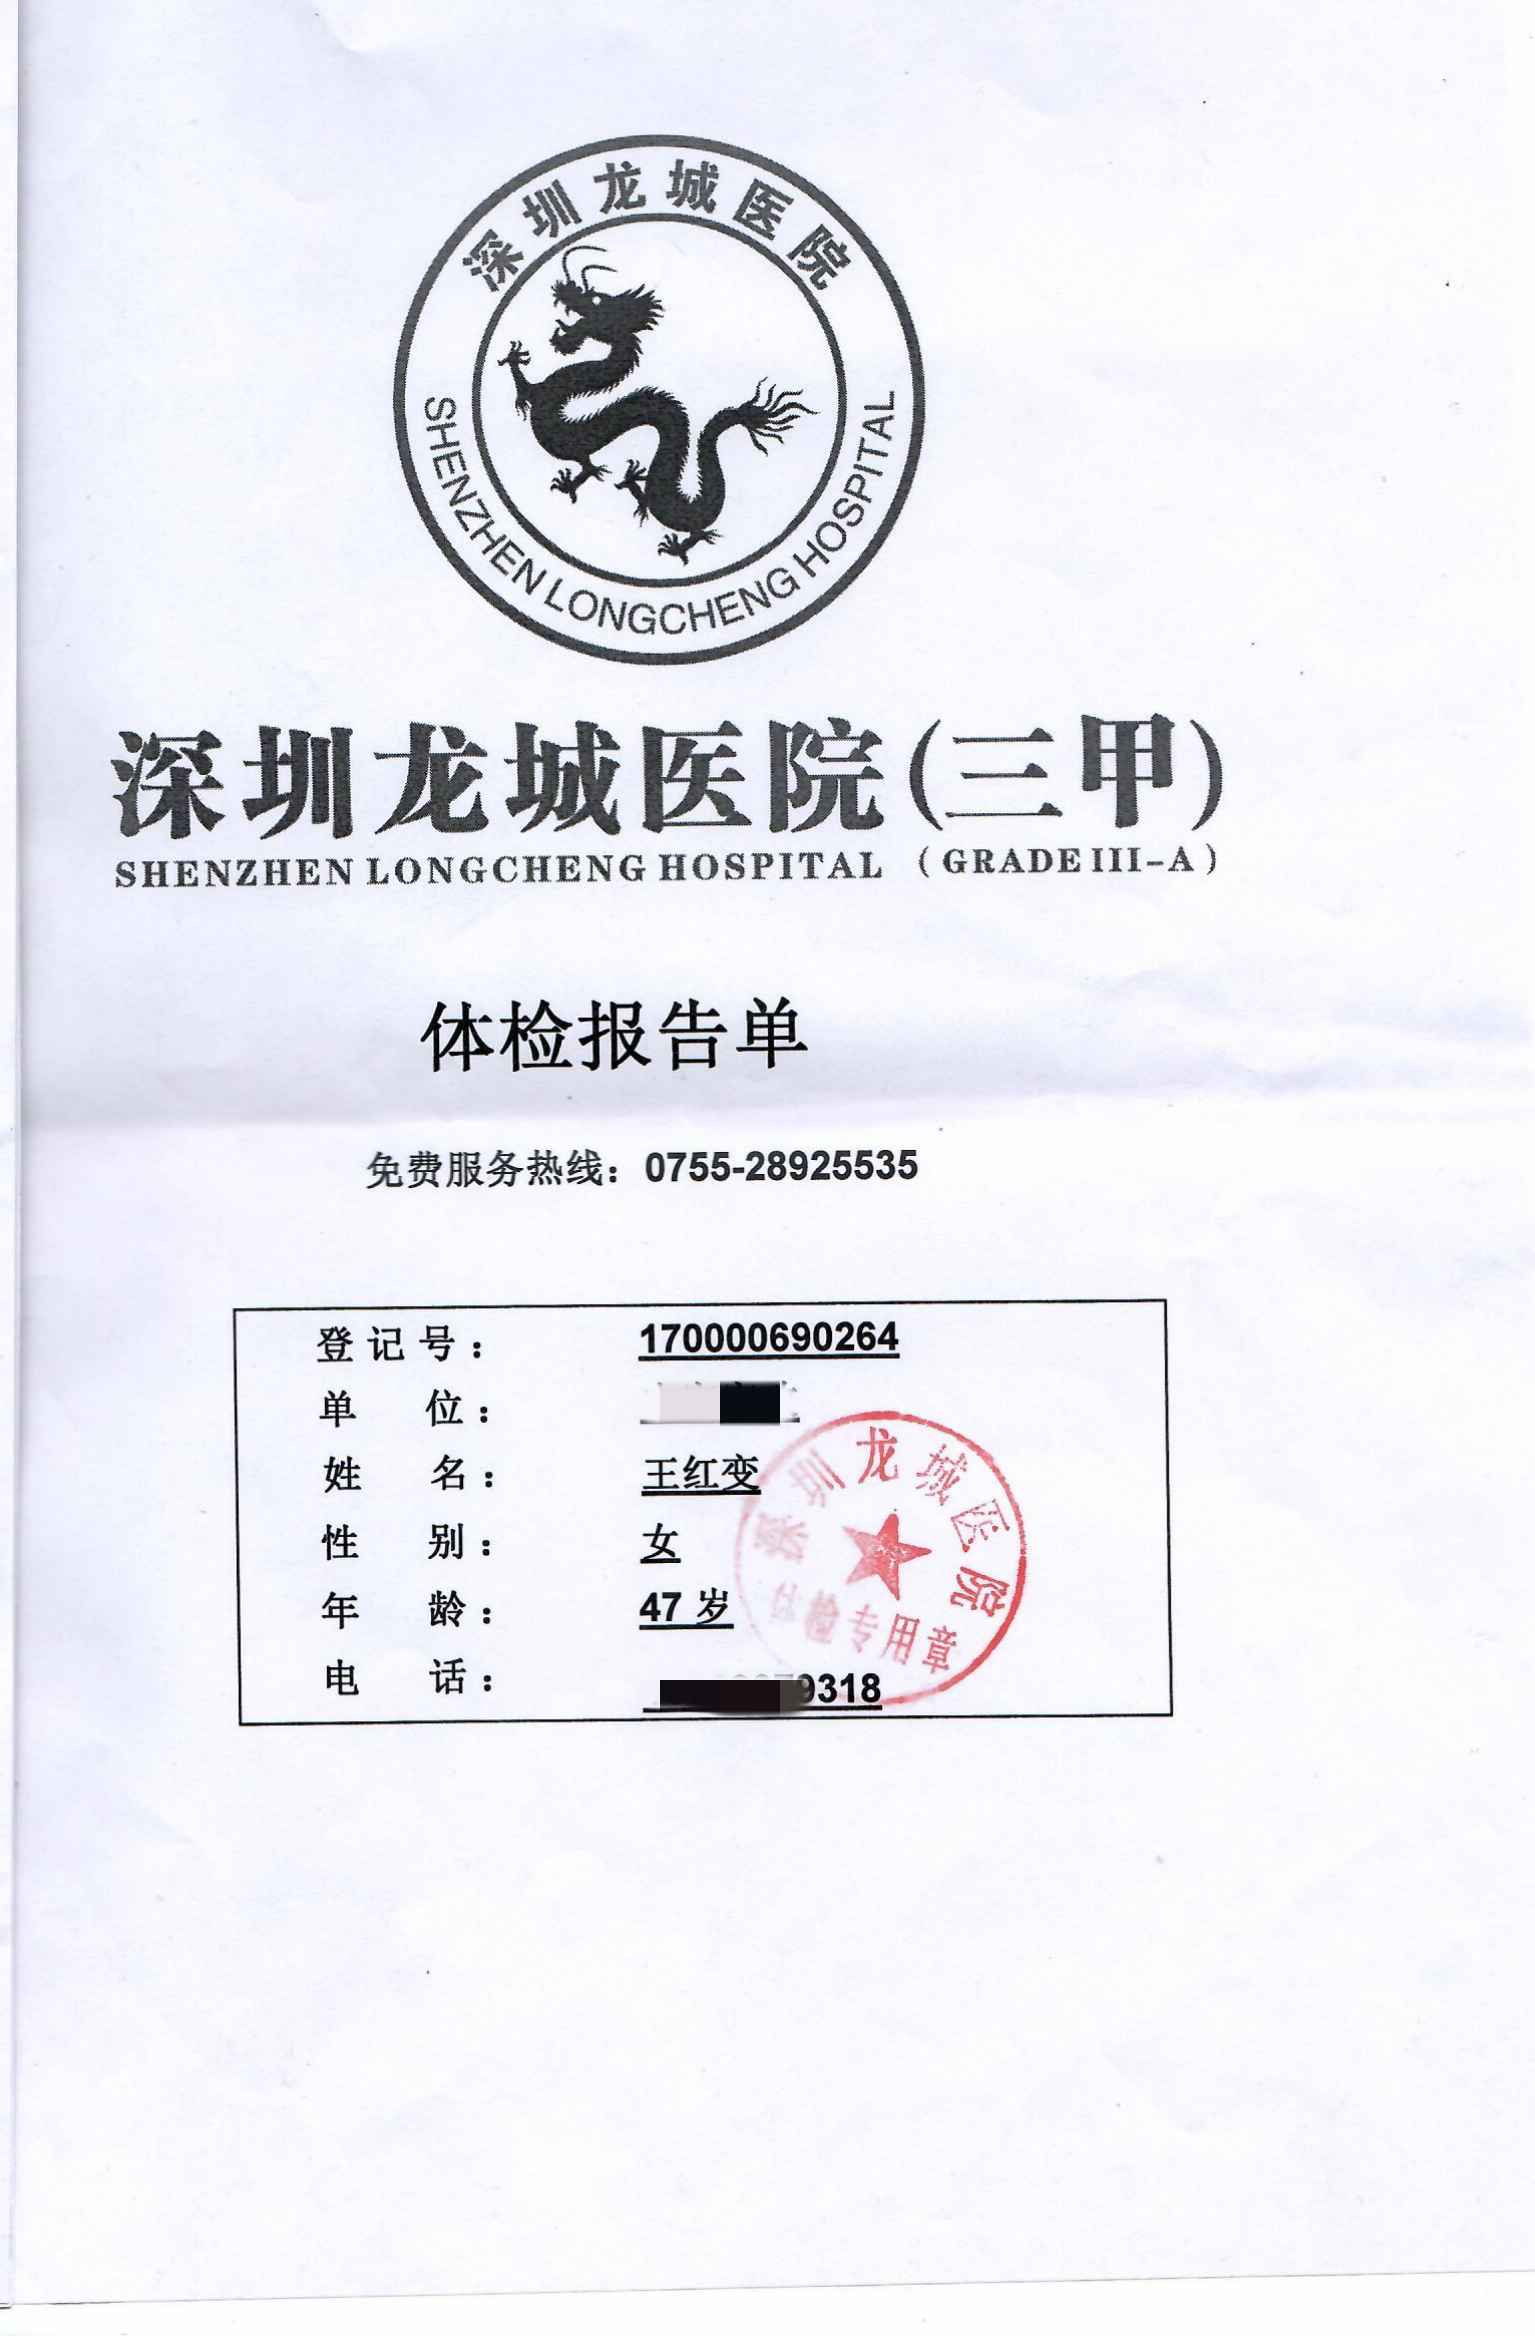 深圳龙城医院
SHENZHEN LONGCHENG HOSPITAL
深圳龙城医院(三甲)
SHENZHEN LONGCHENG HOSPITAL (GRADE III-A)
体检报告单
免费服务热线：0755-28925535
登记号：170000690264
单位：
姓名：王红变
性别：女
年龄：47 岁
电话：9318
深圳龙城医院
体检专用章